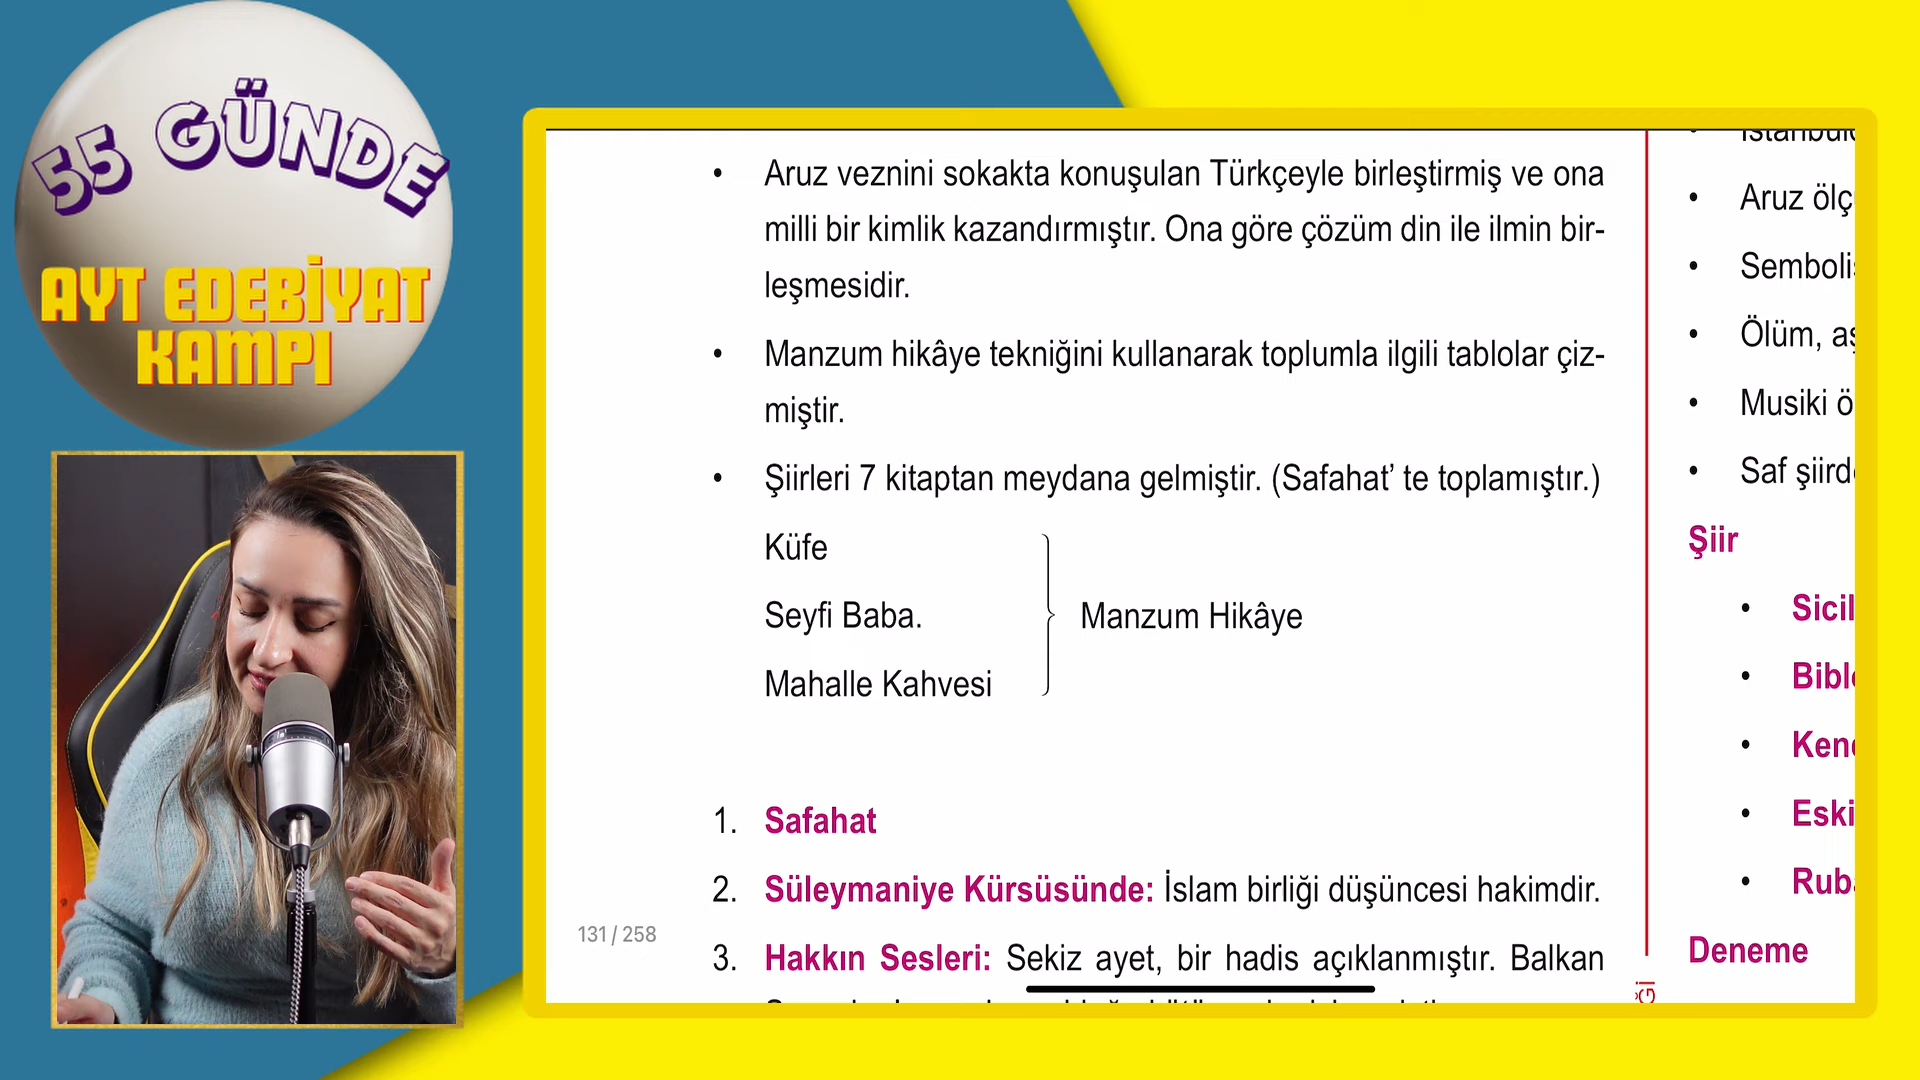 55 GÜNDE
AYT EDEBİYAT
KAMPI
• Aruz veznini sokakta konuşulan Türkçeyle birleştirmiş ve ona
milli bir kimlik kazandırmıştır. Ona göre çözüm din ile ilmin bir-
leşmesidir.
• Manzum hikâye tekniğini kullanarak toplumla ilgili tablolar çiz-
miştir.
• Şiirleri 7 kitaptan meydana gelmiştir. (Safahat’ te toplamıştır.)
Küfe
Seyfi Baba.
Mahalle Kahvesi
Manzum Hikâye
1. Safahat
2. Süleymaniye Kürsüsünde: İslam birliği düşüncesi hakimdir.
3. Hakkın Sesleri: Sekiz ayet, bir hadis açıklanmıştır. Balkan
131 / 258
• Aruz ölç
• Semboli
• Ölüm, aş
• Musiki ö
• Saf şiird
Şiir
• Sicil
• Bibl
• Ken
• Eski
• Rub
Deneme